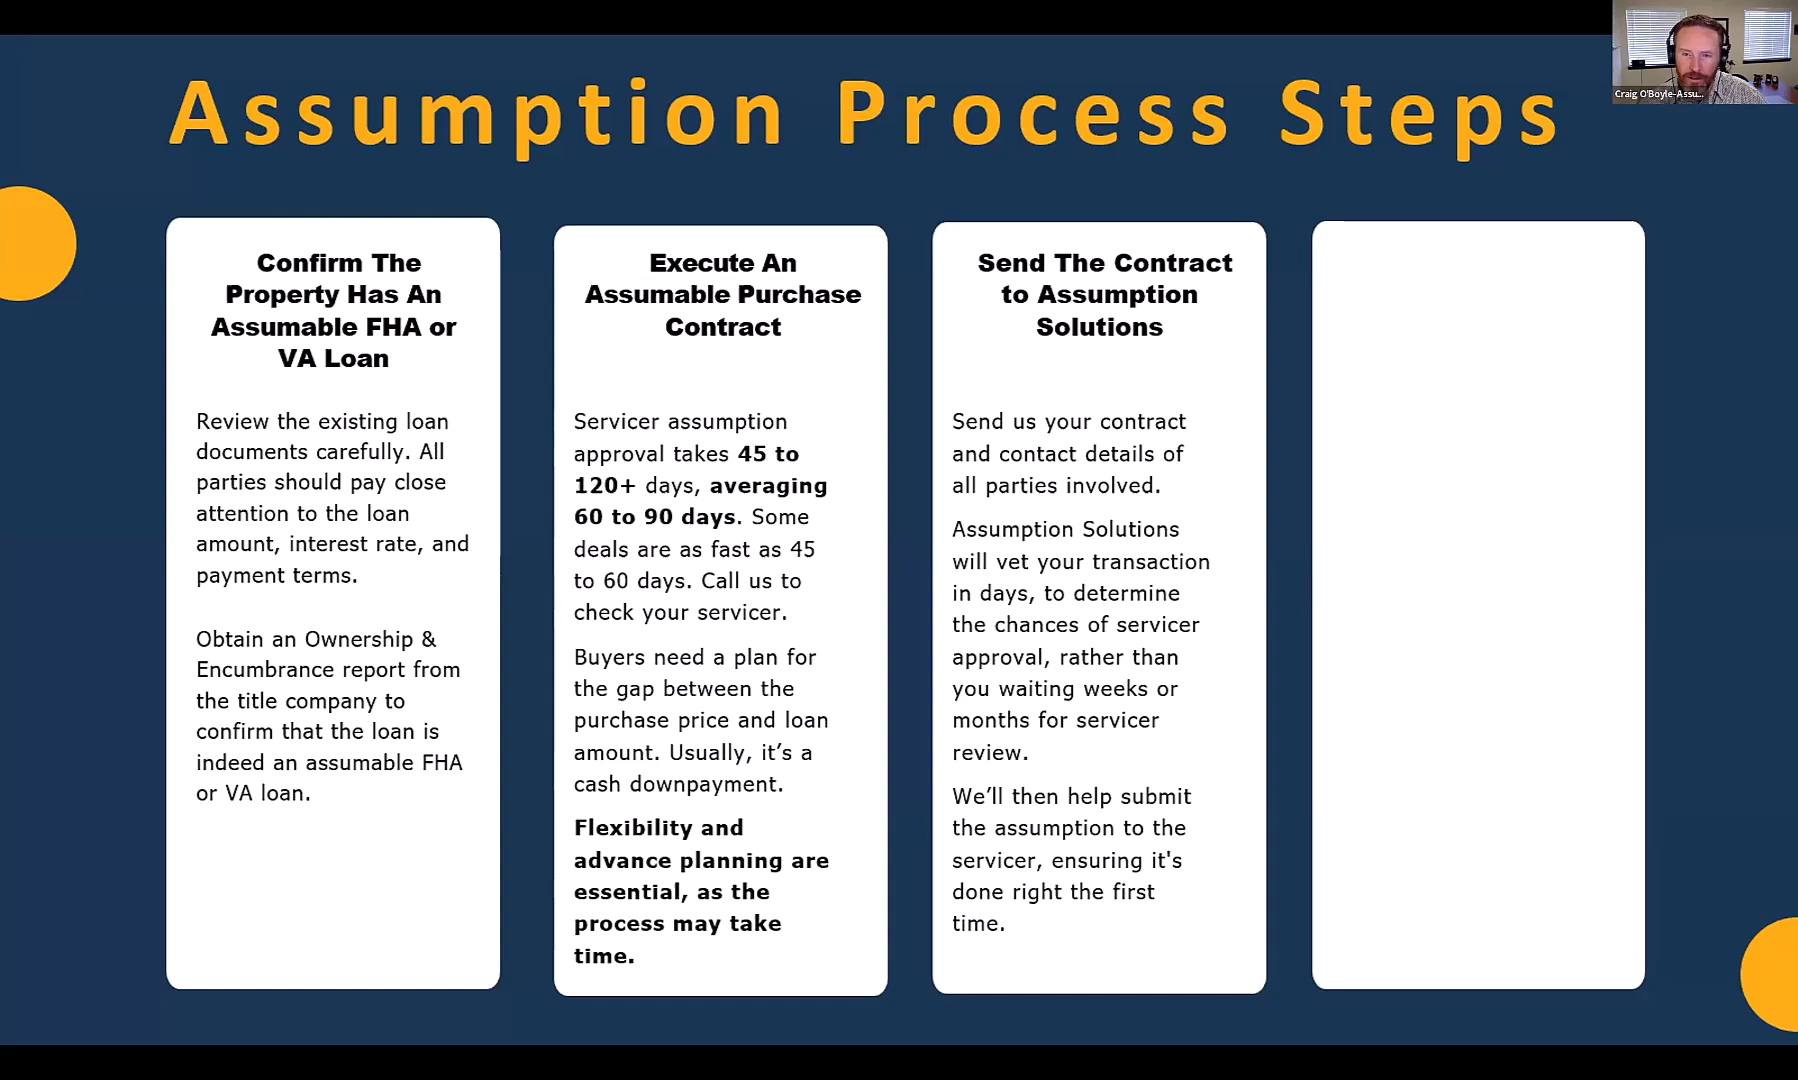 Assumption Process Steps
Craig O'Boyle-Assu...
Confirm The
Property Has An
Assumable FHA or
VA Loan
Review the existing loan
documents carefully. All
parties should pay close
attention to the loan
amount, interest rate, and
payment terms.
Obtain an Ownership &
Encumbrance report from
the title company to
confirm that the loan is
indeed an assumable FHA
or VA loan.
Execute An
Assumable Purchase
Contract
Servicer assumption
approval takes 45 to
120+ days, averaging
60 to 90 days. Some
deals are as fast as 45
to 60 days. Call us to
check your servicer.
Buyers need a plan for
the gap between the
purchase price and loan
amount. Usually, it’s a
cash downpayment.
Flexibility and
advance planning are
essential, as the
process may take
time.
Send The Contract
to Assumption
Solutions
Send us your contract
and contact details of
all parties involved.
Assumption Solutions
will vet your transaction
in days, to determine
the chances of servicer
approval, rather than
you waiting weeks or
months for servicer
review.
We’ll then help submit
the assumption to the
servicer, ensuring it's
done right the first
time.